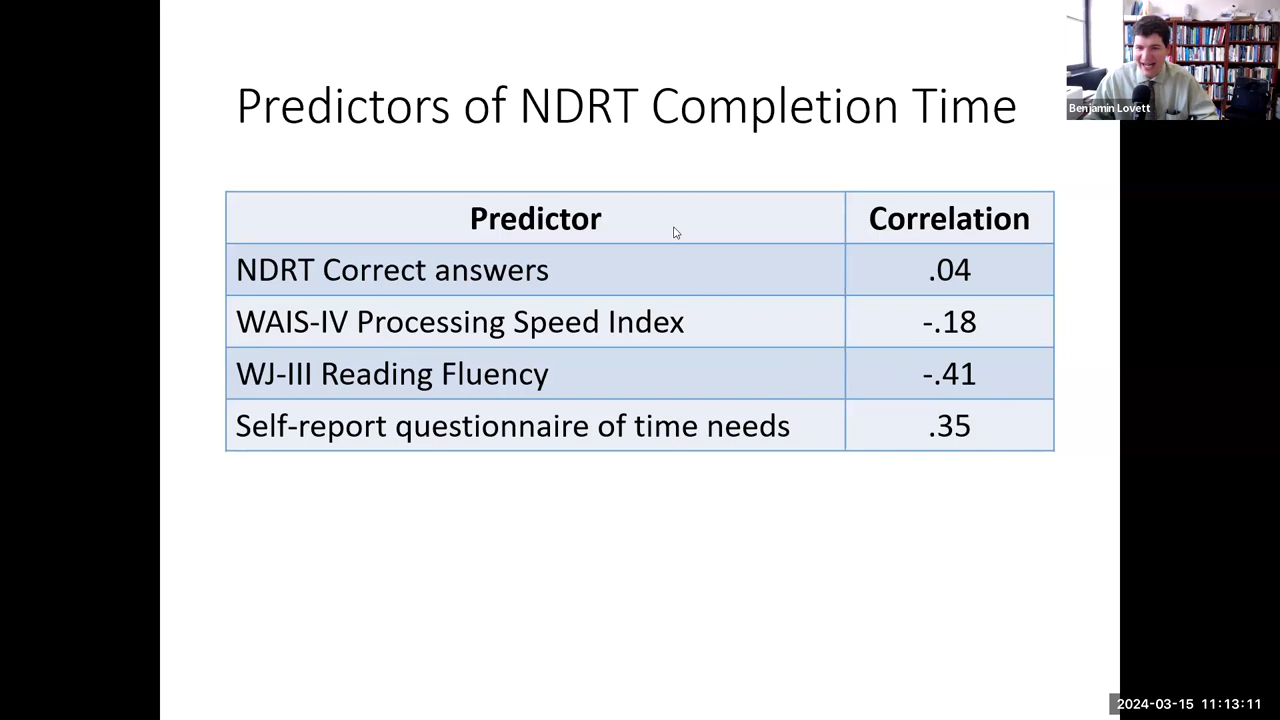 Predictors of NDRT Completion Time
Benjamin Lovett
Predictor Correlation
NDRT Correct answers .04
WAIS-IV Processing Speed Index -.18
WJ-III Reading Fluency -.41
Self-report questionnaire of time needs .35
2024-03-15 11:13:11